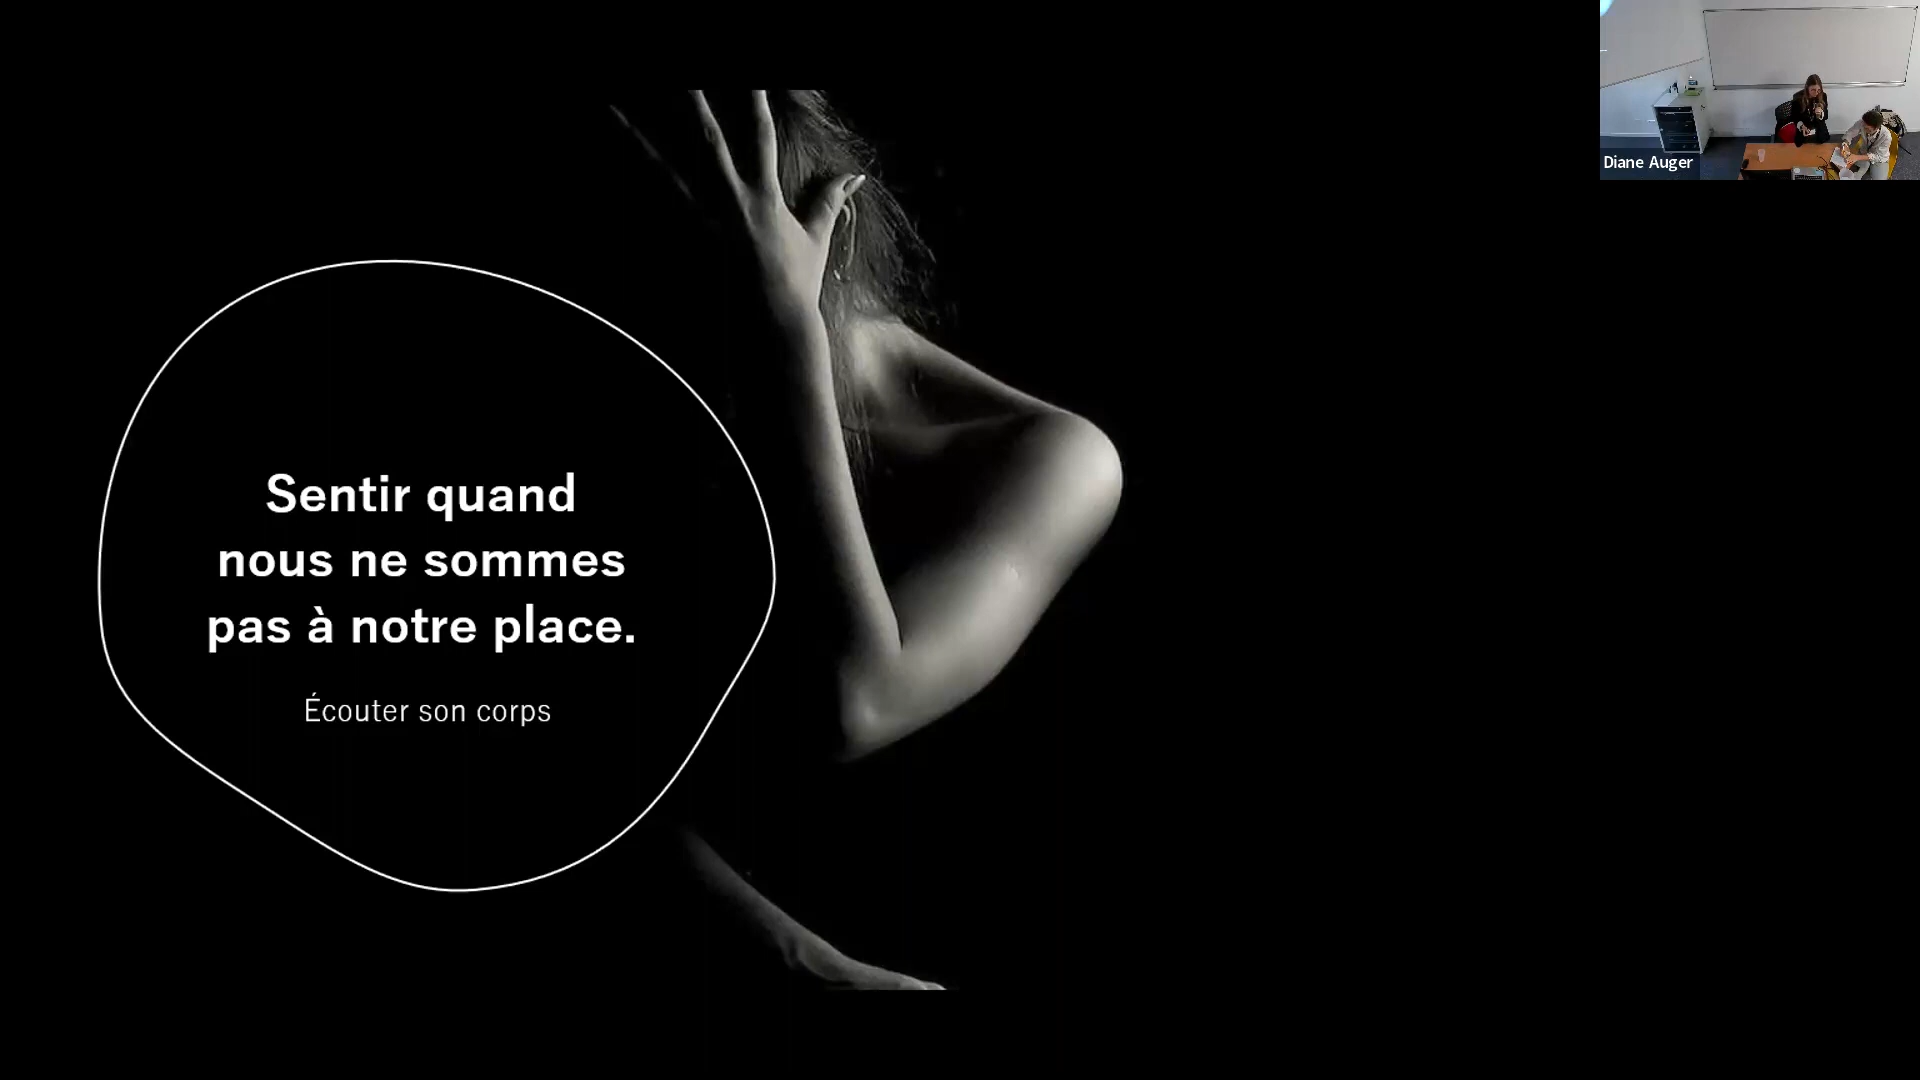 Diane Auger
Sentir quand
nous ne sommes
pas à notre place.
Écouter son corps